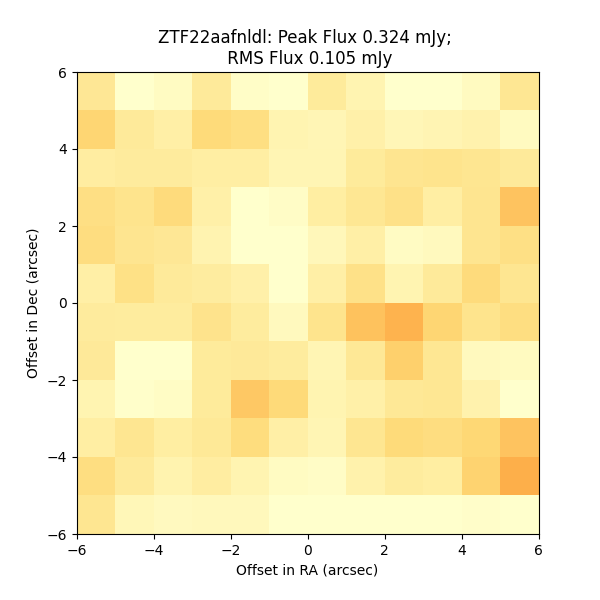 ZTF22aafnldl: Peak Flux 0.324 mJy;
RMS Flux 0.105 mJy
6
4
2
0
−2
−4
−6
Offset in Dec (arcsec)
−6 −4 −2 0 2 4 6
Offset in RA (arcsec)